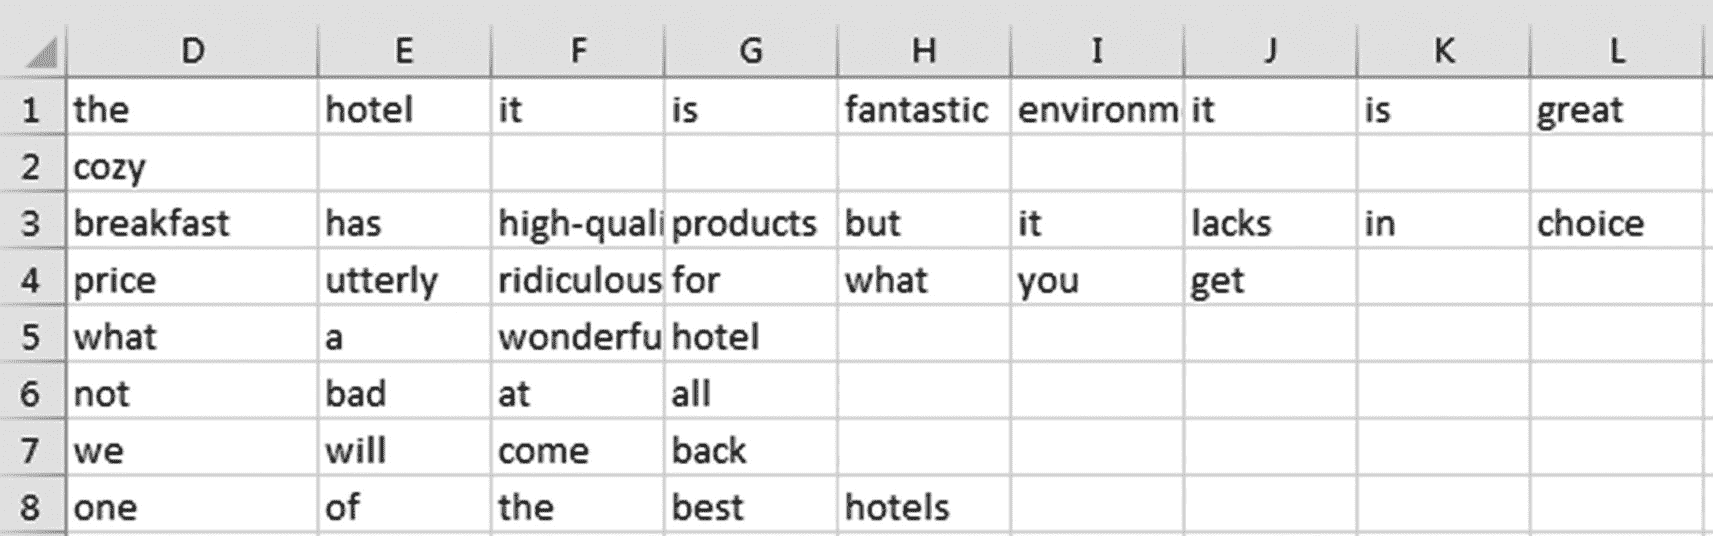 D E F G H I J K L
1 the hotel it is fantastic environm it is great
2 cozy
3 breakfast has high-quali products but it lacks in choice
4 price utterly ridiculous for what you get
5 what a wonderfu hotel
6 not bad at all
7 we will come back
8 one of the best hotels